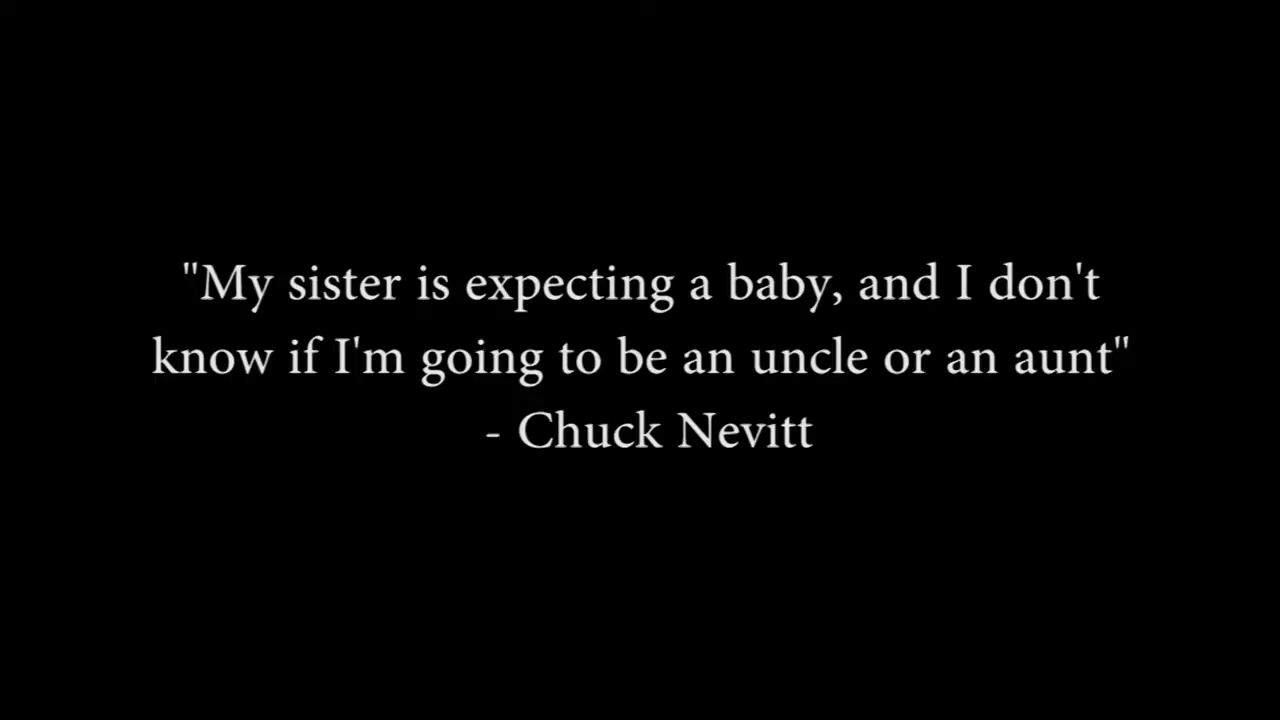 "My sister is expecting a baby, and I don't
know if I'm going to be an uncle or an aunt"
- Chuck Nevitt